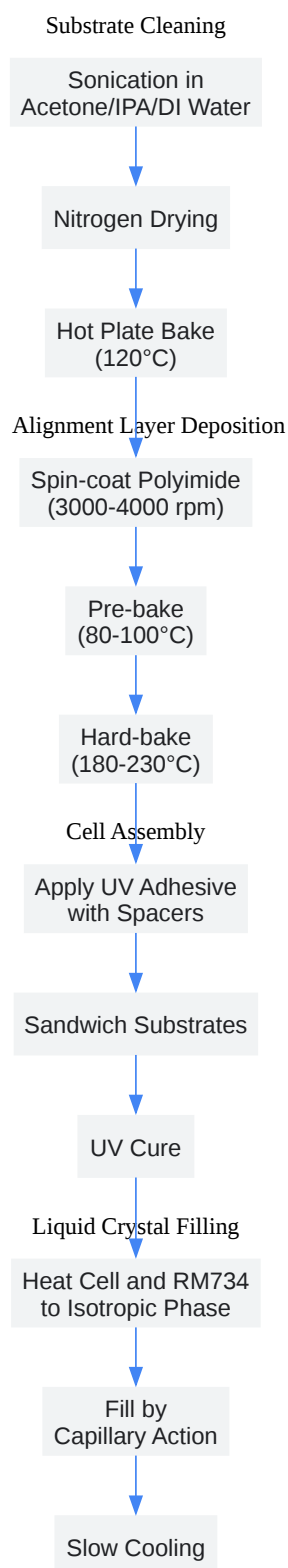 Substrate Cleaning
Sonication in
Acetone/IPA/DI Water
Nitrogen Drying
Hot Plate Bake
(120°C)
Alignment Layer Deposition
Spin-coat Polyimide
(3000-4000 rpm)
Pre-bake
(80-100°C)
Hard-bake
(180-230°C)
Cell Assembly
Apply UV Adhesive
with Spacers
Sandwich Substrates
UV Cure
Liquid Crystal Filling
Heat Cell and RM734
to Isotropic Phase
Fill by
Capillary Action
Slow Cooling